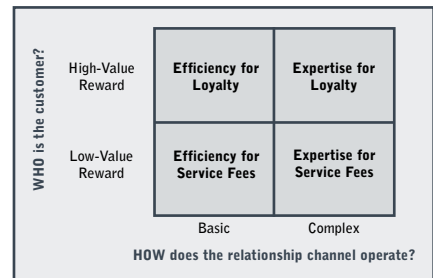 WHO is the customer?
High-Value
Reward
Efficiency for
Loyalty
Expertise for
Loyalty
Low-Value
Reward
Efficiency for
Service Fees
Expertise for
Service Fees
Basic
Complex
HOW does the relationship channel operate?